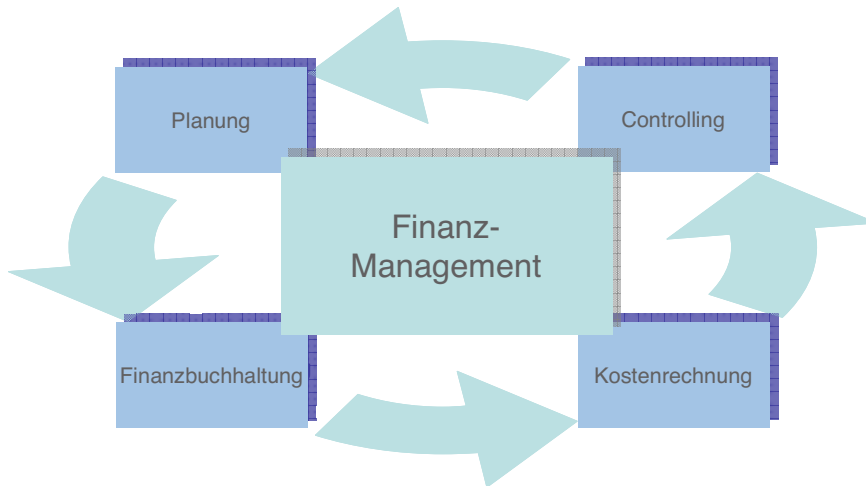 Planung
Controlling
Finanz-
Management
Finanzbuchhaltung
Kostenrechnung